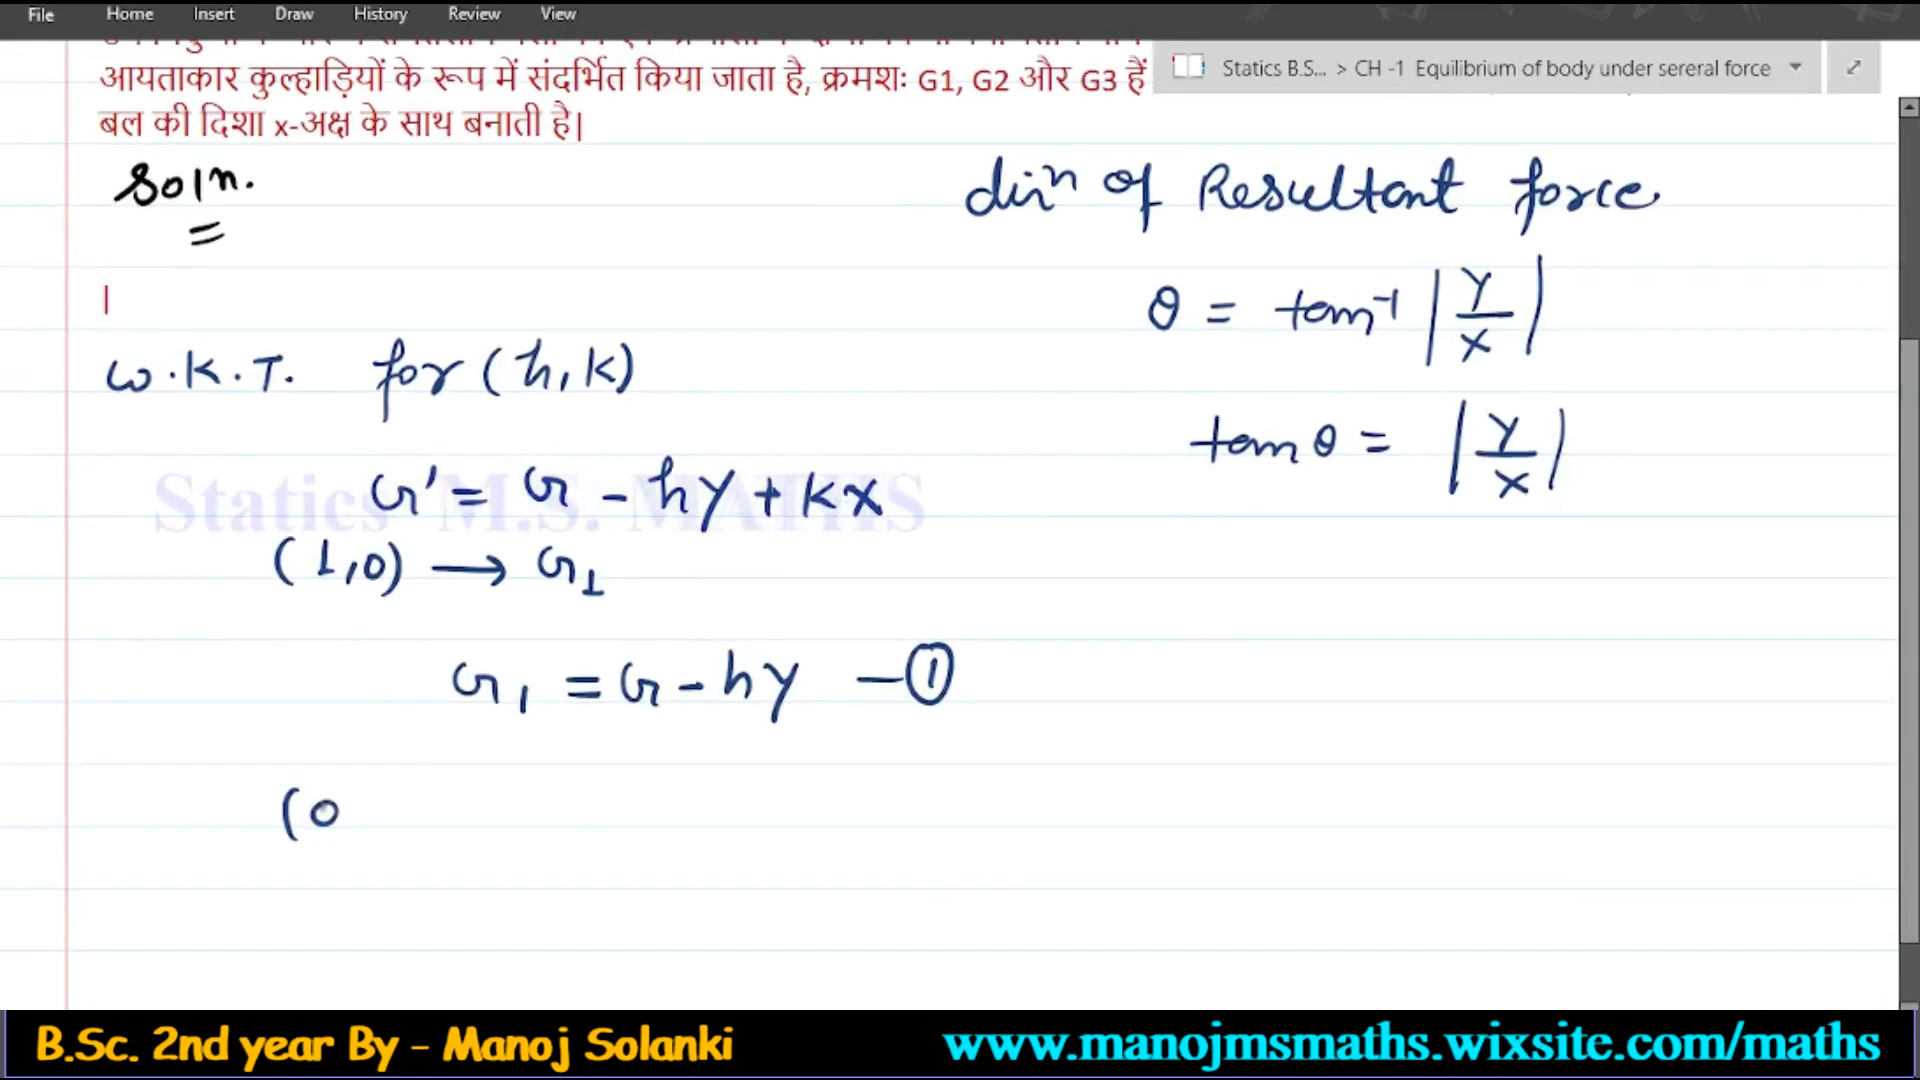 File Home Insert Draw History Review View
Statics B.S... > CH -1 Equilibrium of body under sereral force
आयताकार कुल्हाड़ियों के रूप में संदर्भित किया जाता है, क्रमशः G1, G2 और G3 हैं
बल की दिशा x-अक्ष के साथ बनाती है|
Soln.
=
|
W.K.T. for (h, k)
G' = G - hY + kX
(1,0) → G1
G1 = G - hY - ①
(0
dirn of Resultant force
θ = tan⁻¹ |Y/X|
tan θ = |Y/X|
Statics M.S. MATHS
B.Sc. 2nd year By - Manoj Solanki
www.manojmsmaths.wixsite.com/maths